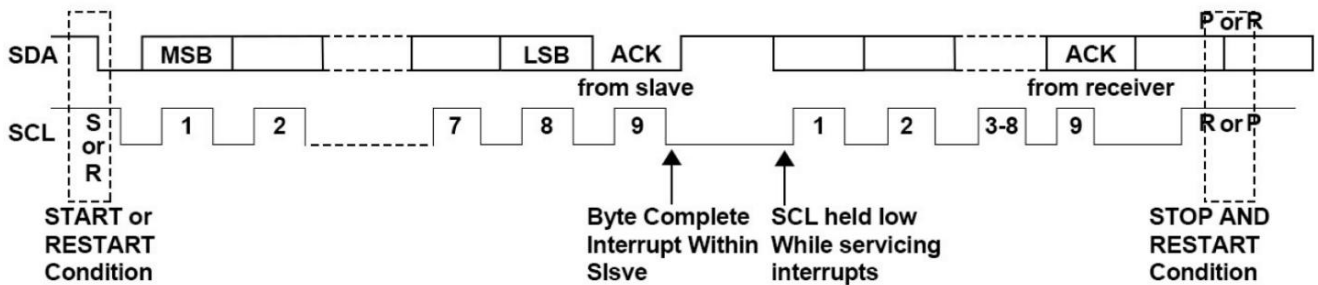 P or R
SDA
MSB
LSB
ACK
ACK
from slave
from receiver
SCL
S
or
R
1
2
7
8
9
1
2
3-8
9
R or P
START or
RESTART
Condition
Byte Complete
Interrupt Within
Slsve
SCL held low
While servicing
interrupts
STOP AND
RESTART
Condition